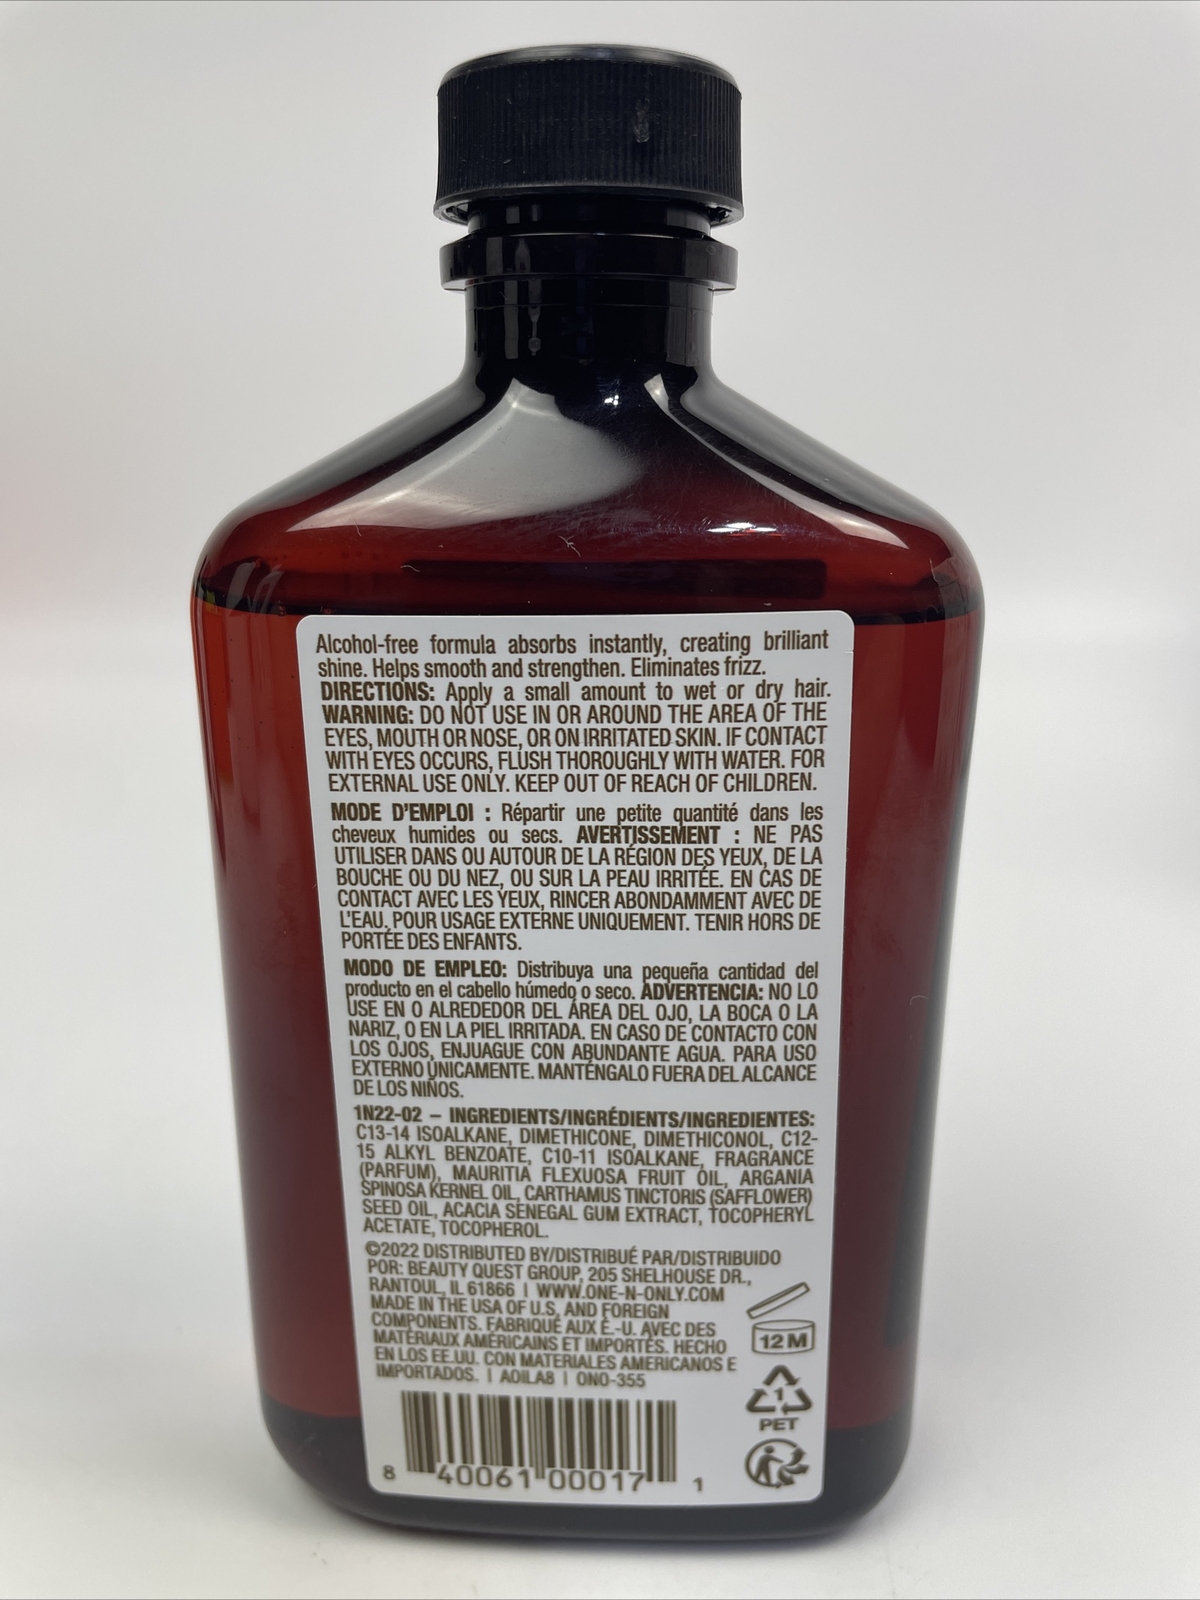 Alcohol-free formula absorbs instantly, creating brilliant
shine. Helps smooth and strengthen. Eliminates frizz.
DIRECTIONS: Apply a small amount to wet or dry hair.
WARNING: DO NOT USE IN OR AROUND THE AREA OF THE
EYES, MOUTH OR NOSE, OR ON IRRITATED SKIN. IF CONTACT
WITH EYES OCCURS, FLUSH THOROUGHLY WITH WATER. FOR
EXTERNAL USE ONLY. KEEP OUT OF REACH OF CHILDREN.
MODE D'EMPLOI : Répartir une petite quantité dans les
cheveux humides ou secs. AVERTISSEMENT : NE PAS
UTILISER DANS OU AUTOUR DE LA RÉGION DES YEUX, DE LA
BOUCHE OU DU NEZ, OU SUR LA PEAU IRRITÉE. EN CAS DE
CONTACT AVEC LES YEUX, RINCER ABONDAMMENT AVEC DE
L'EAU. POUR USAGE EXTERNE UNIQUEMENT. TENIR HORS DE
PORTÉE DES ENFANTS.
MODO DE EMPLEO: Distribuya una pequeña cantidad del
producto en el cabello húmedo o seco. ADVERTENCIA: NO LO
USE EN O ALREDEDOR DEL ÁREA DEL OJO, LA BOCA O LA
NARIZ, O EN LA PIEL IRRITADA. EN CASO DE CONTACTO CON
LOS OJOS, ENJUAGUE CON ABUNDANTE AGUA. PARA USO
EXTERNO ÚNICAMENTE. MANTÉNGALO FUERA DEL ALCANCE
DE LOS NIÑOS.
1N22-02 – INGREDIENTS/INGRÉDIENTS/INGREDIENTES:
C13-14 ISOALKANE, DIMETHICONE, DIMETHICONOL, C12-
15 ALKYL BENZOATE, C10-11 ISOALKANE, FRAGRANCE
(PARFUM), MAURITIA FLEXUOSA FRUIT OIL, ARGANIA
SPINOSA KERNEL OIL, CARTHAMUS TINCTORIS (SAFFLOWER)
SEED OIL, ACACIA SENEGAL GUM EXTRACT, TOCOPHERYL
ACETATE, TOCOPHEROL.
©2022 DISTRIBUTED BY/DISTRIBUÉ PAR/DISTRIBUIDO
POR: BEAUTY QUEST GROUP, 205 SHELHOUSE DR.,
RANTOUL, IL 61866 | WWW.ONE-N-ONLY.COM
MADE IN THE USA OF U.S. AND FOREIGN
COMPONENTS. FABRIQUÉ AUX É.-U. AVEC DES
MATÉRIAUX AMÉRICAINS ET IMPORTÉS. HECHO
EN LOS EE.UU. CON MATERIALES AMERICANOS E
IMPORTADOS. | AOILA8 | ONO-355
12 M
1
PET
8 40061 00017 1